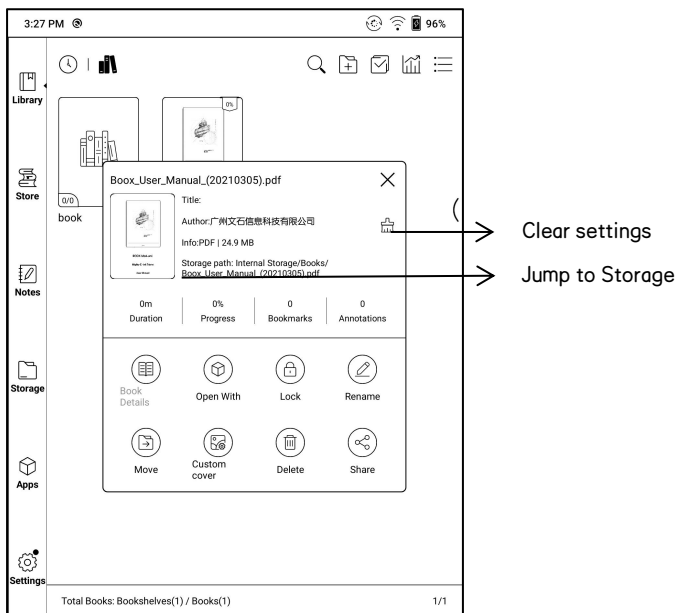 3:27 PM
96%
Library
0%
0/0
book
Store
Notes
Storage
Apps
Settings
Boox_User_Manual_(20210305).pdf
Title:
Author:广州文石信息科技有限公司
Info:PDF | 24.9 MB
Storage path: Internal Storage/Books/
Boox_User_Manual_(20210305).pdf
0m
0%
0
0
Duration
Progress
Bookmarks
Annotations
Book
Details
Open With
Lock
Rename
Move
Custom
cover
Delete
Share
Total Books: Bookshelves(1) / Books(1)
1/1
Clear settings
Jump to Storage